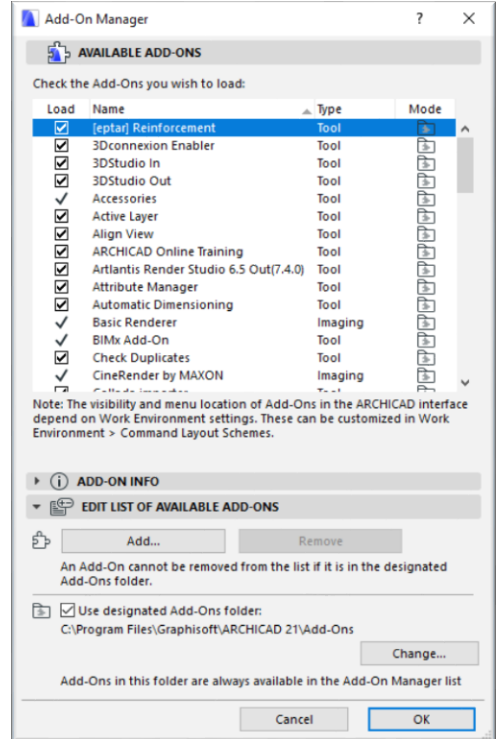 Add-On Manager
AVAILABLE ADD-ONS
Check the Add-Ons you wish to load:
Load Name Type Mode
[eptar] Reinforcement Tool
3Dconnexion Enabler Tool
3DStudio In Tool
3DStudio Out Tool
Accessories Tool
Active Layer Tool
Align View Tool
ARCHICAD Online Training Tool
Artlantis Render Studio 6.5 Out(7.4.0) Tool
Attribute Manager Tool
Automatic Dimensioning Tool
Basic Renderer Imaging
BIMx Add-On Tool
Check Duplicates Tool
CineRender by MAXON Imaging
Note: The visibility and menu location of Add-Ons in the ARCHICAD interface
depend on Work Environment settings. These can be customized in Work
Environment > Command Layout Schemes.
ADD-ON INFO
EDIT LIST OF AVAILABLE ADD-ONS
Add... Remove
An Add-On cannot be removed from the list if it is in the designated
Add-Ons folder.
Use designated Add-Ons folder:
C:\Program Files\Graphisoft\ARCHICAD 21\Add-Ons
Change...
Add-Ons in this folder are always available in the Add-On Manager list
Cancel OK